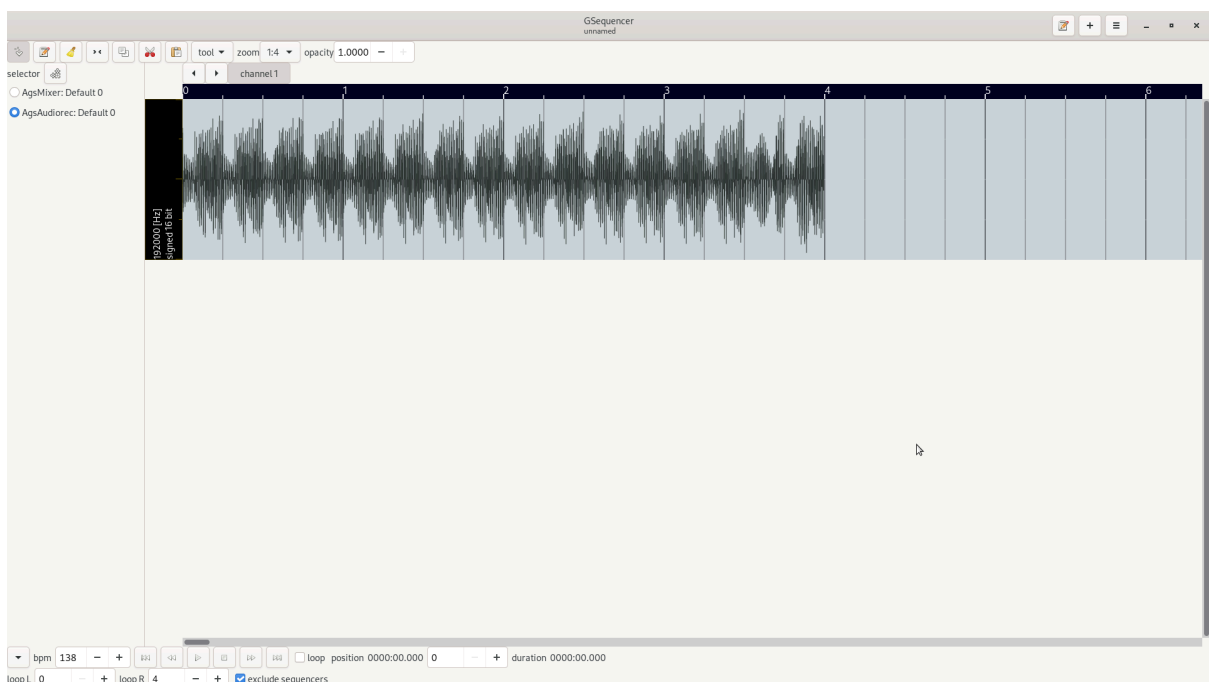 GSequencer
unnamed
tool zoom 1:4 opacity 1.0000 − +
selector channel 1
AgsMixer: Default 0
AgsAudiorec: Default 0
0 1 2 3 4 5 6
192000 [Hz]
signed 16 bit
bpm 138 − + loop position 0000:00.000 0 − + duration 0000:00.000
loop L 0 − + loop R 4 − + exclude sequencers